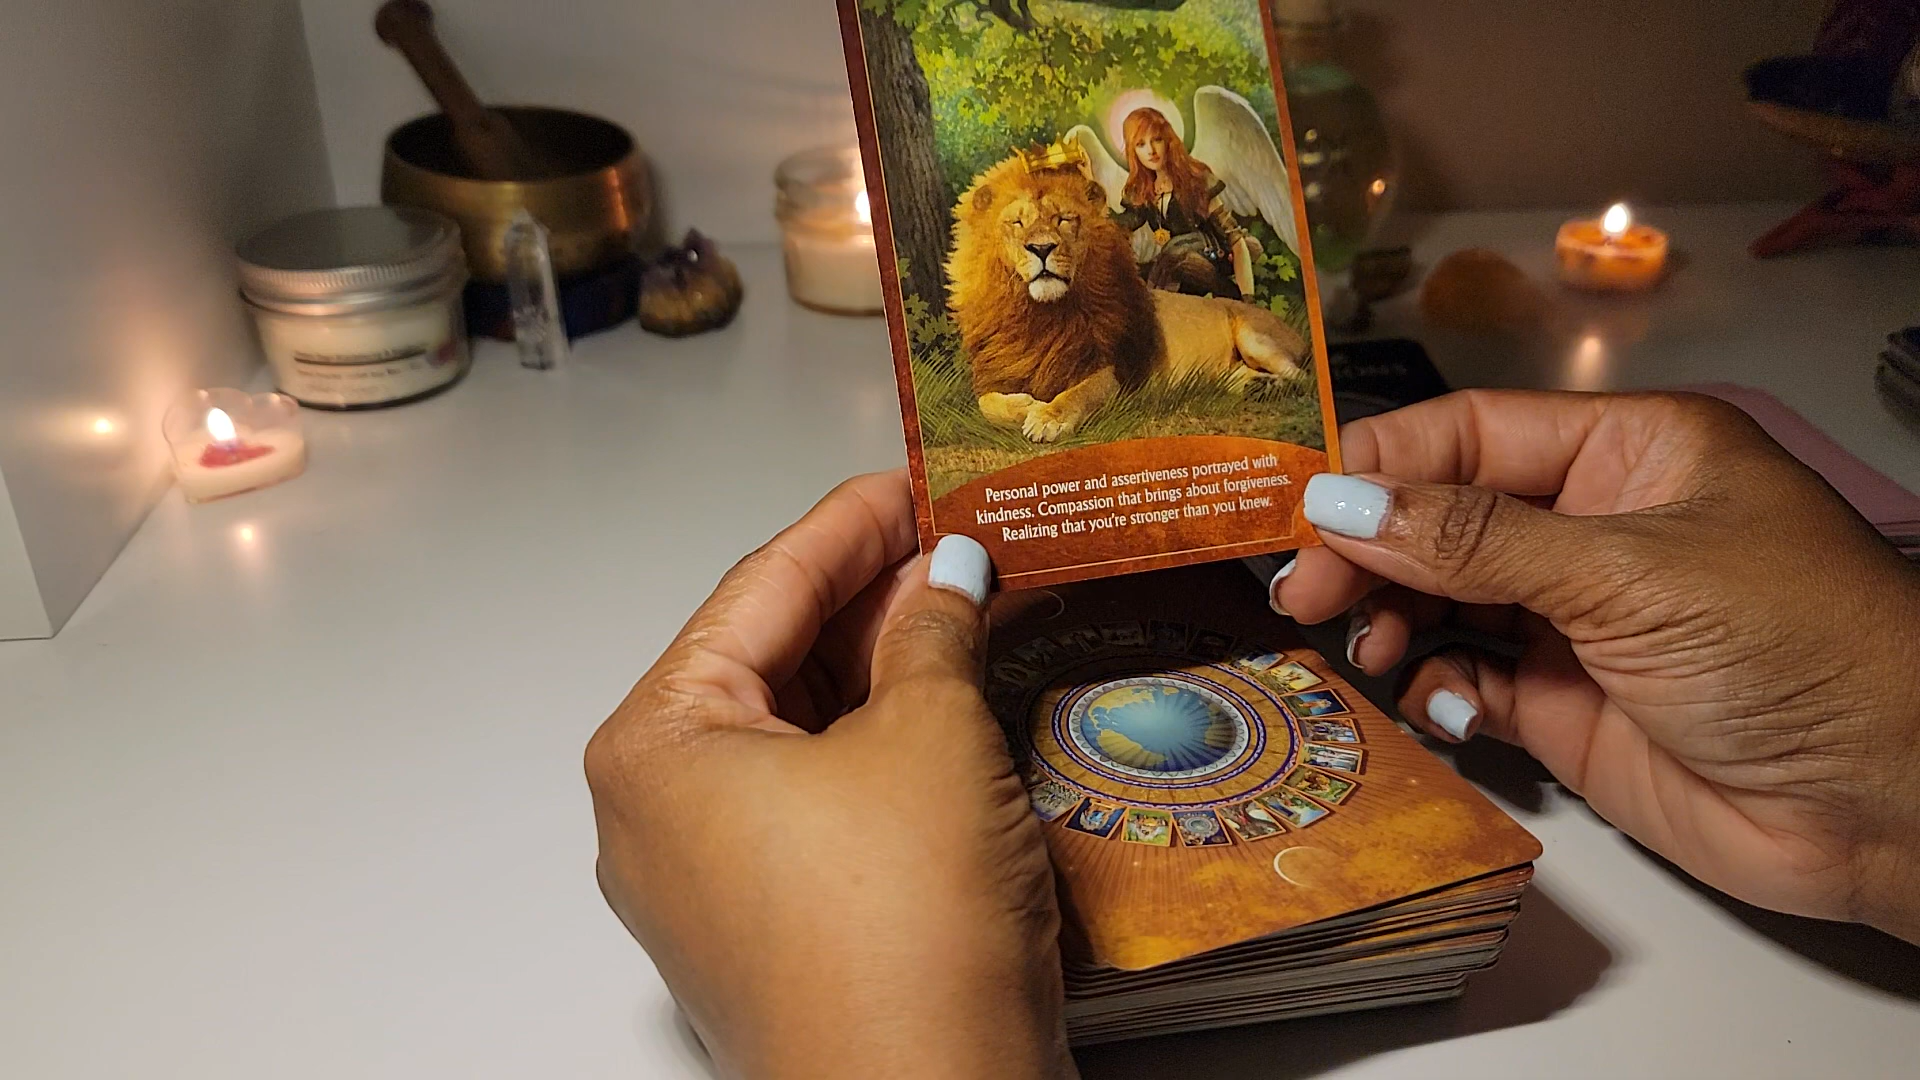 Personal power and assertiveness portrayed with
kindness. Compassion that brings about forgiveness.
Realizing that you're stronger than you knew.